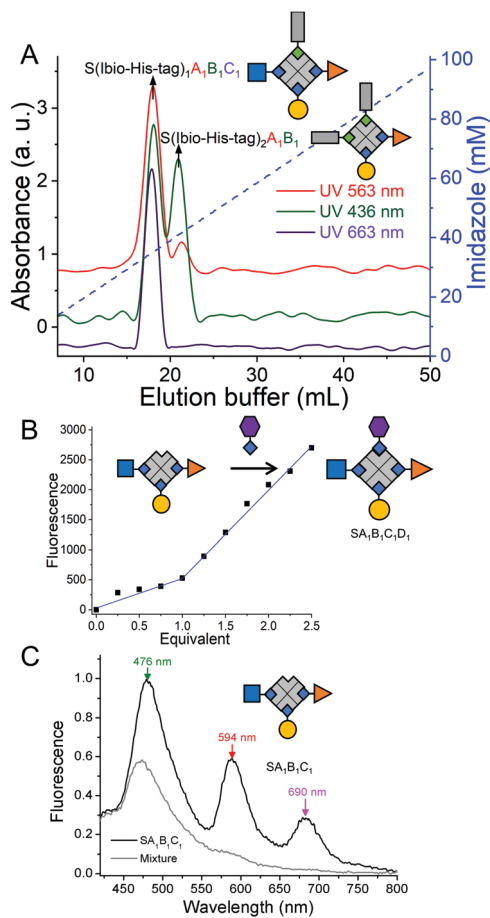 A
S(Ibio-His-tag)₁A₁B₁C₁
S(Ibio-His-tag)₂A₁B₁
UV 563 nm
UV 436 nm
UV 663 nm
Absorbance (a. u.)
3
2
1
0
Imidazole (mM)
100
80
60
40
20
0
10 20 30 40 50
Elution buffer (mL)
B
Fluorescence
3000
2500
2000
1500
1000
500
0
0.0 0.5 1.0 1.5 2.0 2.5
Equivalent
SA₁B₁C₁D₁
C
Fluorescence
1.0
0.8
0.6
0.4
0.2
0.0
476 nm
594 nm
690 nm
SA₁B₁C₁
SA₁B₁C₁
Mixture
450 500 550 600 650 700 750 800
Wavelength (nm)